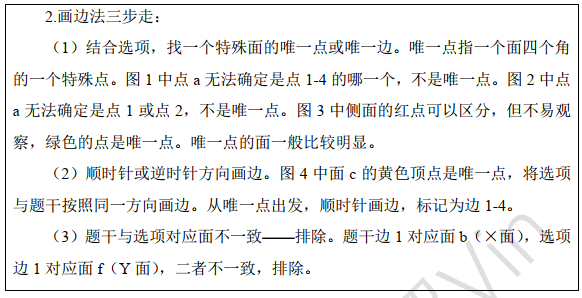 2.画边法三步走：
（1）结合选项，找一个特殊面的唯一点或唯一边。唯一点指一个面四个角
的一个特殊点。图 1 中点 a 无法确定是点 1-4 的哪一个，不是唯一点。图 2 中点
a 无法确定是点 1 或点 2，不是唯一点。图 3 中侧面的红点可以区分，但不易观
察，绿色的点是唯一点。唯一点的面一般比较明显。
（2）顺时针或逆时针方向画边。图 4 中面 c 的黄色顶点是唯一点，将选项
与题干按照同一方向画边。从唯一点出发，顺时针画边，标记为边 1-4。
（3）题干与选项对应面不一致——排除。题干边 1 对应面 b（×面），选项
边 1 对应面 f（Y 面），二者不一致，排除。